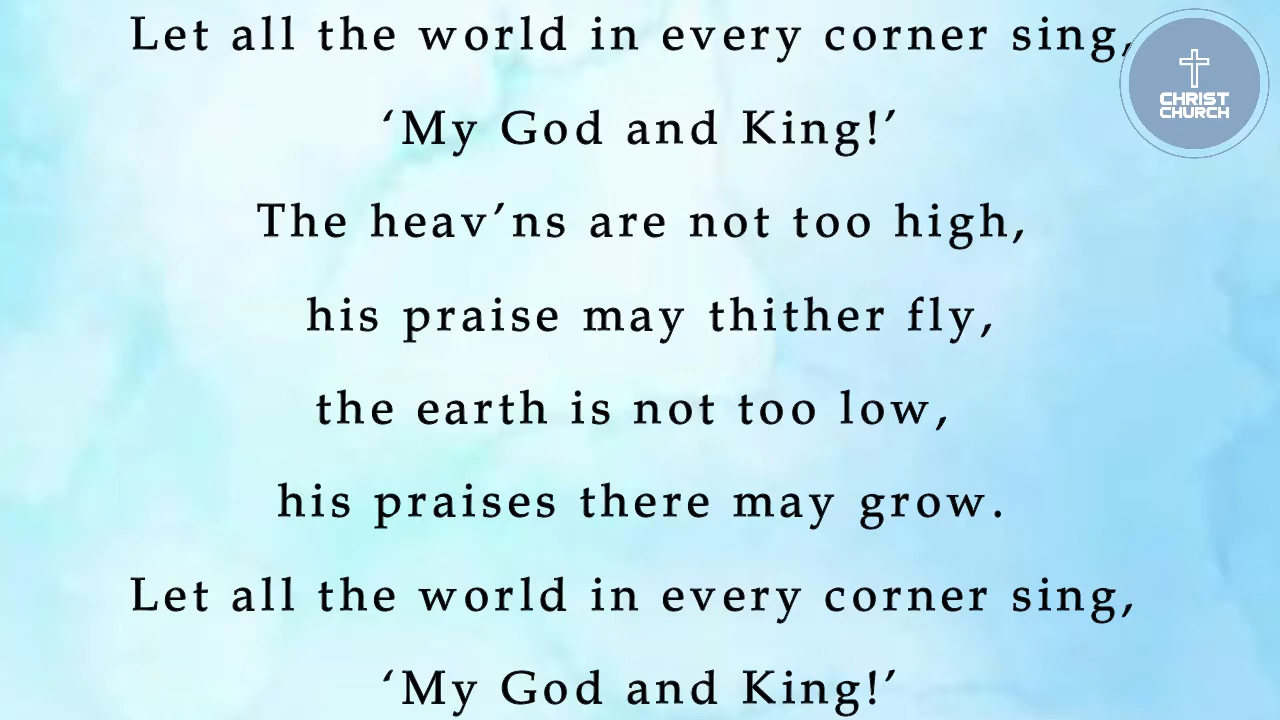 Let all the world in every corner sing,
‘My God and King!’
The heav’ns are not too high,
his praise may thither fly,
the earth is not too low,
his praises there may grow.
Let all the world in every corner sing,
‘My God and King!’
CHRIST
CHURCH